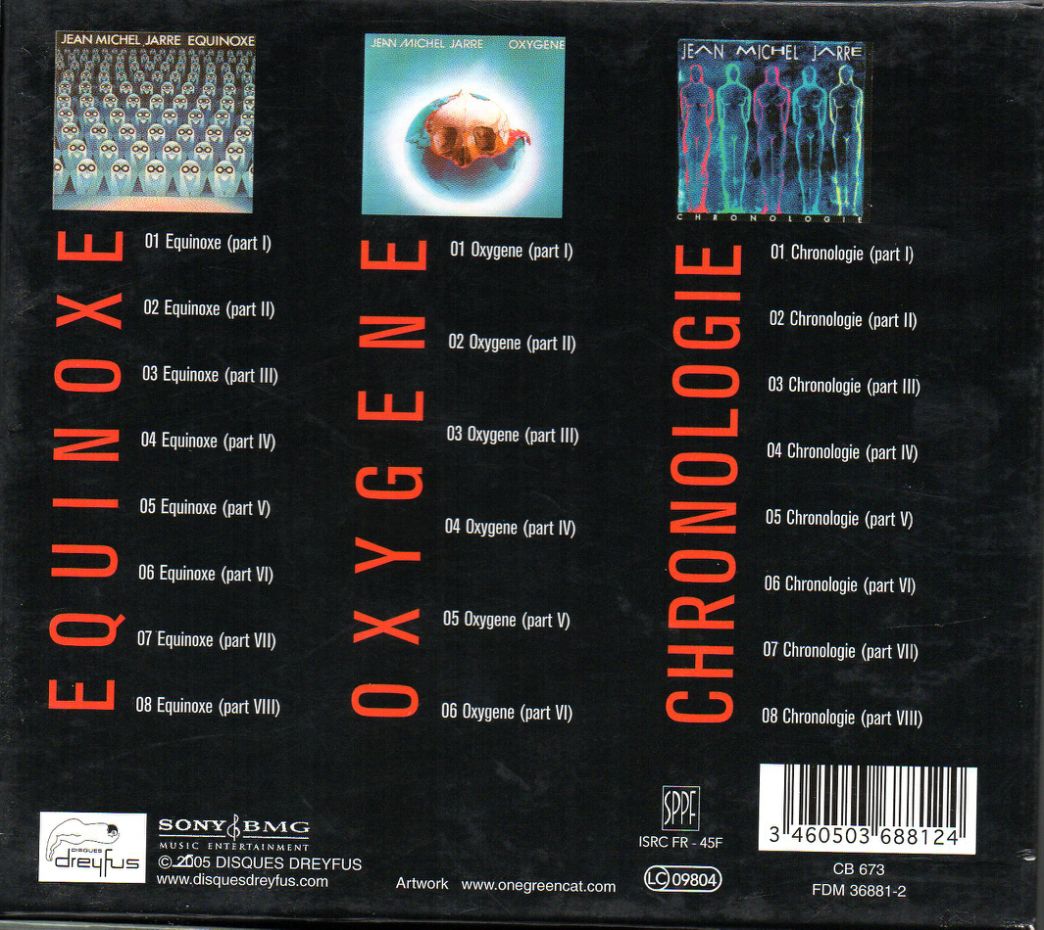 JEAN MICHEL JARRE EQUINOXE
EQUINOXE
01 Equinoxe (part I)
02 Equinoxe (part II)
03 Equinoxe (part III)
04 Equinoxe (part IV)
05 Equinoxe (part V)
06 Equinoxe (part VI)
07 Equinoxe (part VII)
08 Equinoxe (part VIII)
JEAN MICHEL JARRE OXYGENE
OXYGENE
01 Oxygene (part I)
02 Oxygene (part II)
03 Oxygene (part III)
04 Oxygene (part IV)
05 Oxygene (part V)
06 Oxygene (part VI)
JEAN MICHEL JARRE
CHRONOLOGIE
CHRONOLOGIE
01 Chronologie (part I)
02 Chronologie (part II)
03 Chronologie (part III)
04 Chronologie (part IV)
05 Chronologie (part V)
06 Chronologie (part VI)
07 Chronologie (part VII)
08 Chronologie (part VIII)
DISQUES
dreyfus
SONY BMG
MUSIC ENTERTAINMENT
© 2005 DISQUES DREYFUS
www.disquesdreyfus.com
Artwork www.onegreencat.com
SPPF
ISRC FR - 45F
LC 09804
3 460503 688124
CB 673
FDM 36881-2